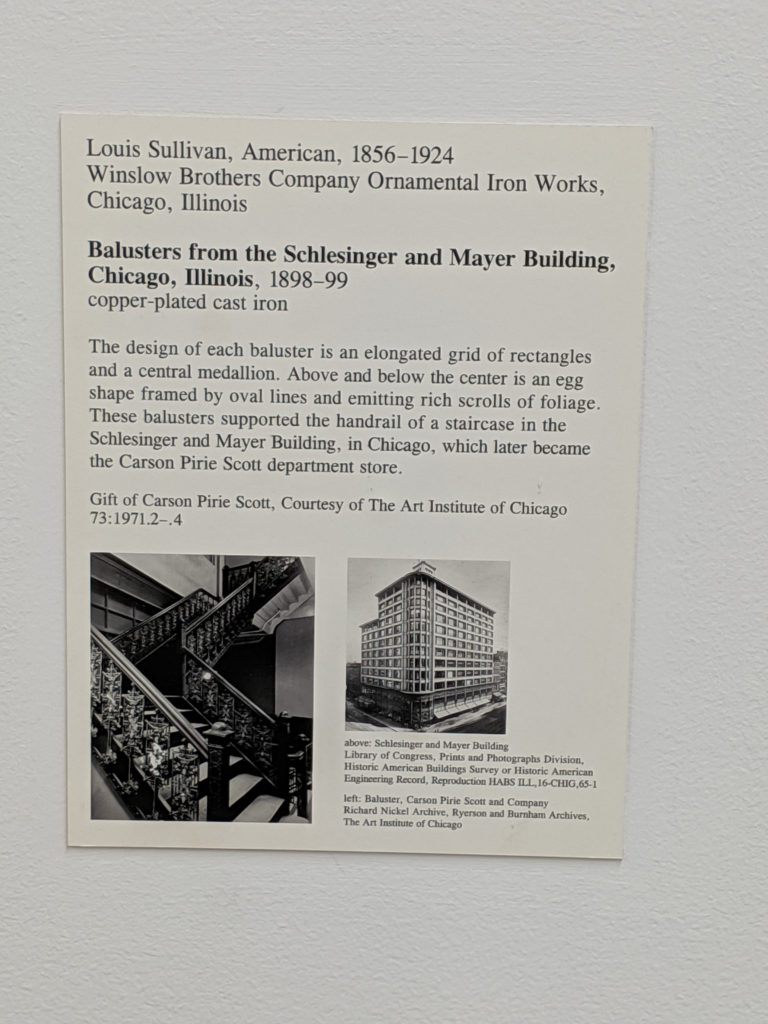 Louis Sullivan, American, 1856–1924
Winslow Brothers Company Ornamental Iron Works,
Chicago, Illinois
Balusters from the Schlesinger and Mayer Building,
Chicago, Illinois, 1898–99
copper-plated cast iron
The design of each baluster is an elongated grid of rectangles
and a central medallion. Above and below the center is an egg
shape framed by oval lines and emitting rich scrolls of foliage.
These balusters supported the handrail of a staircase in the
Schlesinger and Mayer Building, in Chicago, which later became
the Carson Pirie Scott department store.
Gift of Carson Pirie Scott, Courtesy of The Art Institute of Chicago
73:1971.2–.4
above: Schlesinger and Mayer Building
Library of Congress, Prints and Photographs Division,
Historic American Buildings Survey or Historic American
Engineering Record, Reproduction HABS ILL,16-CHIG,65-1
left: Baluster, Carson Pirie Scott and Company
Richard Nickel Archive, Ryerson and Burnham Archives,
The Art Institute of Chicago